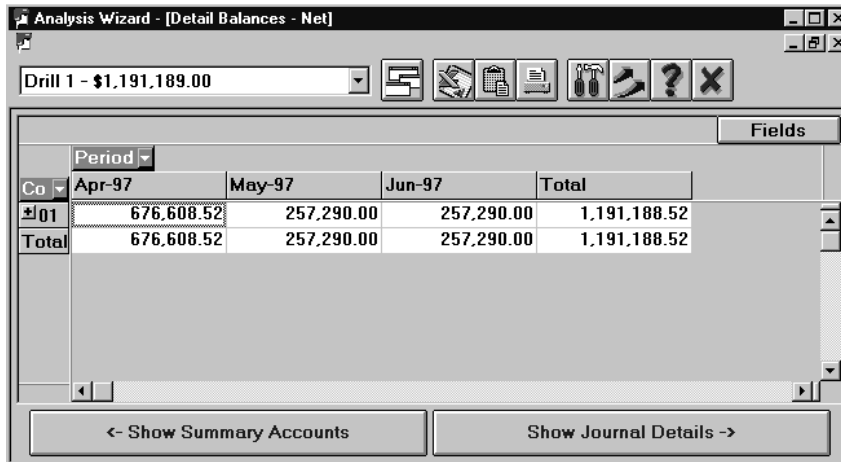 Analysis Wizard - [Detail Balances - Net]
Drill 1 - $1,191,189.00
Fields
Period
Co Apr-97 May-97 Jun-97 Total
01 676,608.52 257,290.00 257,290.00 1,191,188.52
Total 676,608.52 257,290.00 257,290.00 1,191,188.52
<- Show Summary Accounts Show Journal Details ->